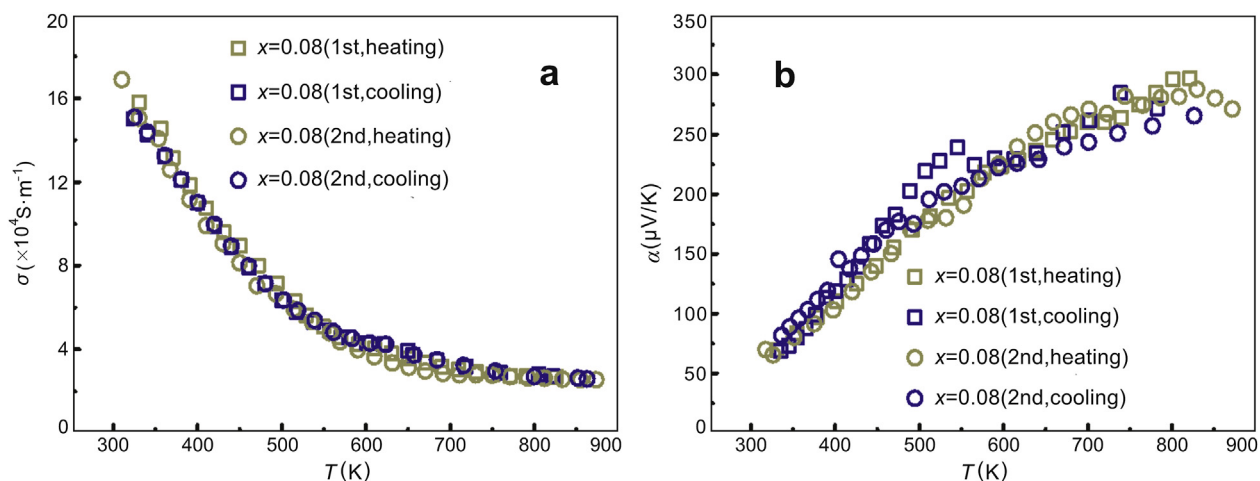 20
16
12
8
4
0
300
400
500
600
700
800
900
σ(×10⁴S·m⁻¹)
T(K)
x=0.08(1st,heating)
x=0.08(1st,cooling)
x=0.08(2nd,heating)
x=0.08(2nd,cooling)
a
350
300
250
200
150
100
50
0
300
400
500
600
700
800
900
α(μV/K)
T(K)
b
x=0.08(1st,heating)
x=0.08(1st,cooling)
x=0.08(2nd,heating)
x=0.08(2nd,cooling)